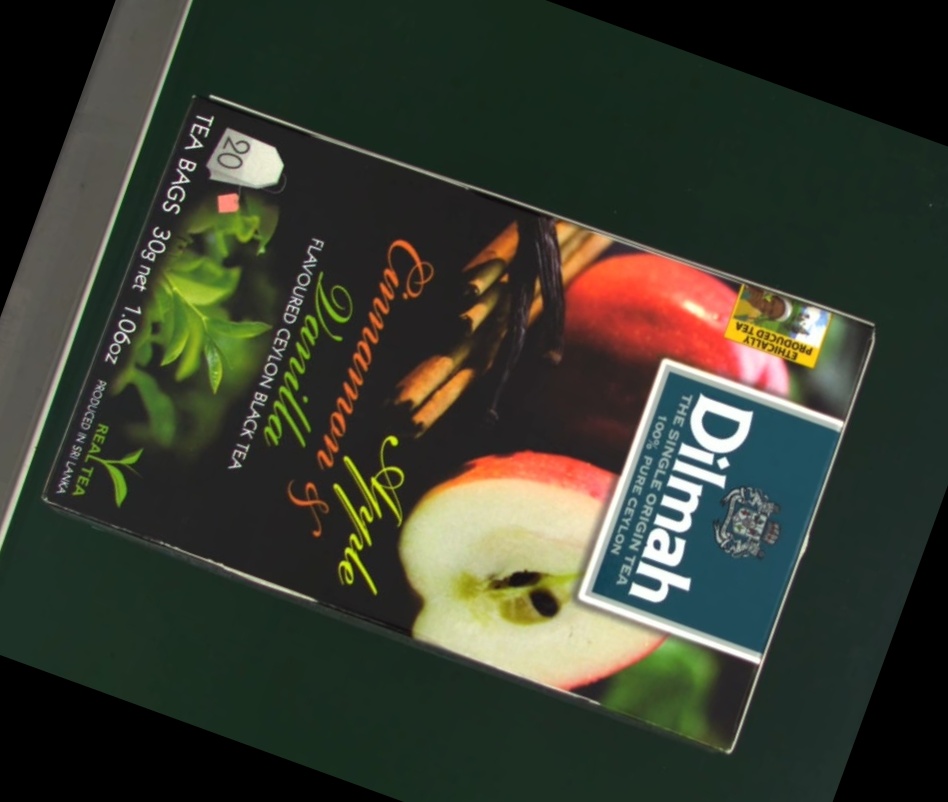 ETHICALLY
PRODUCED TEA
Dilmah
THE SINGLE ORIGIN TEA
100% PURE CEYLON
Apple
Cinnamon &
Vanilla
FLAVOURED CEYLON BLACK TEA
20
TEA BAGS 30g net 1.06oz
REAL TEA
PRODUCED IN SRI LANKA